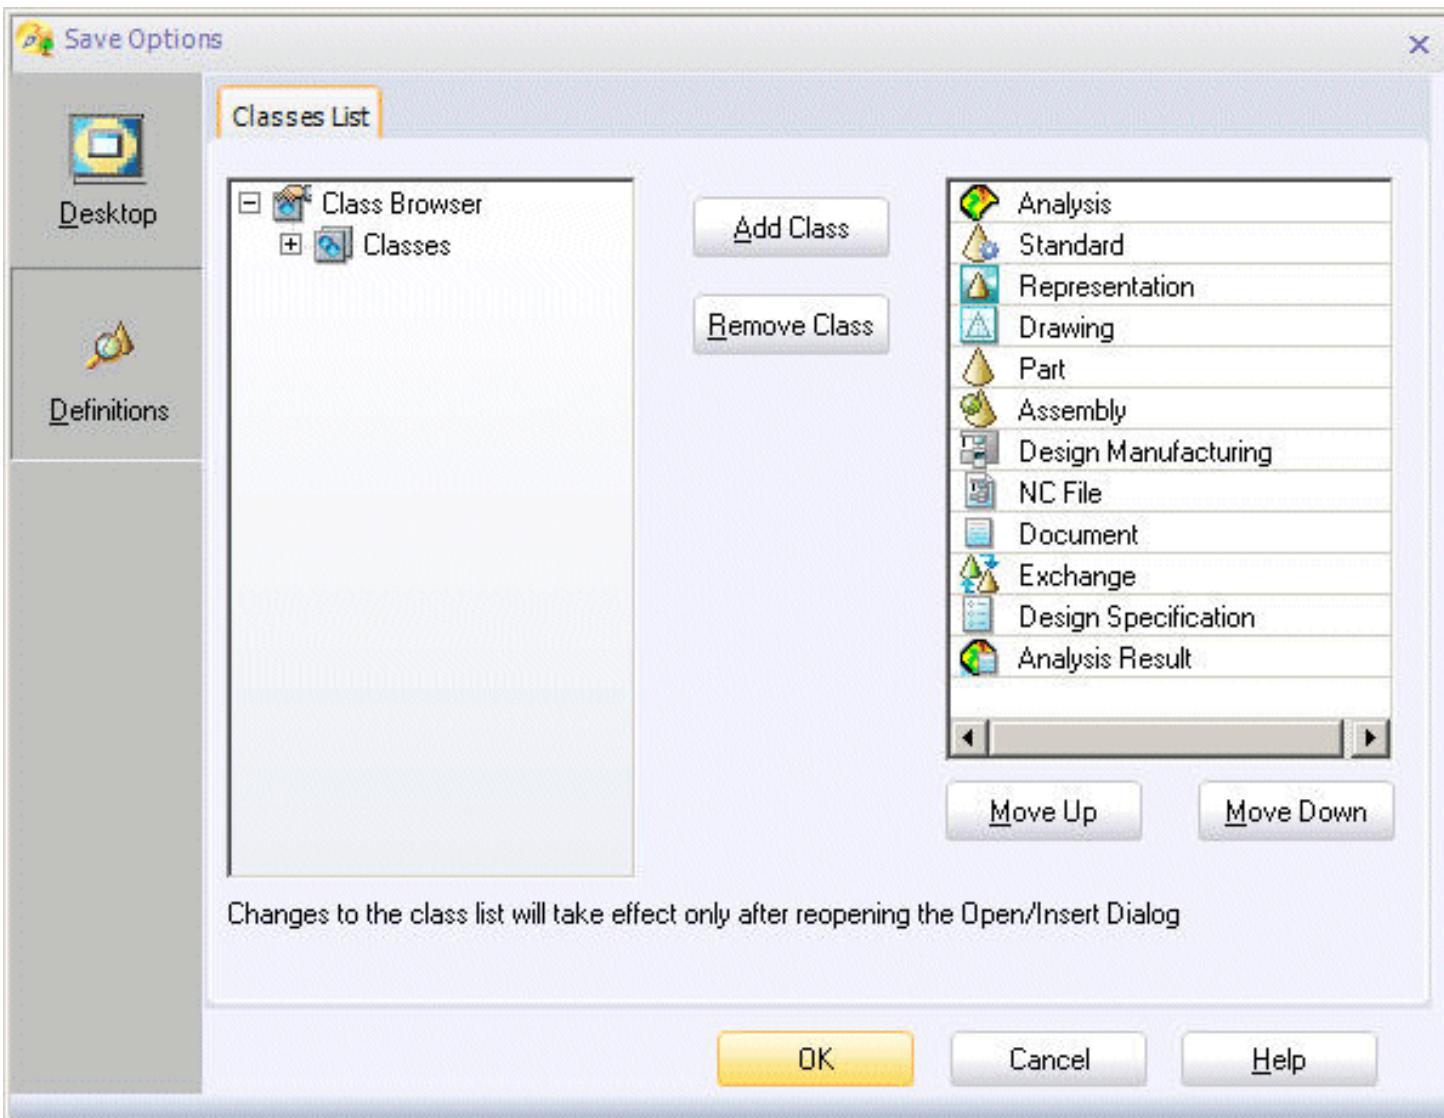 Save Options
Classes List
Desktop
Definitions
Class Browser
Classes
Add Class
Remove Class
Analysis
Standard
Representation
Drawing
Part
Assembly
Design Manufacturing
NC File
Document
Exchange
Design Specification
Analysis Result
Move Up
Move Down
Changes to the class list will take effect only after reopening the Open/Insert Dialog
OK
Cancel
Help